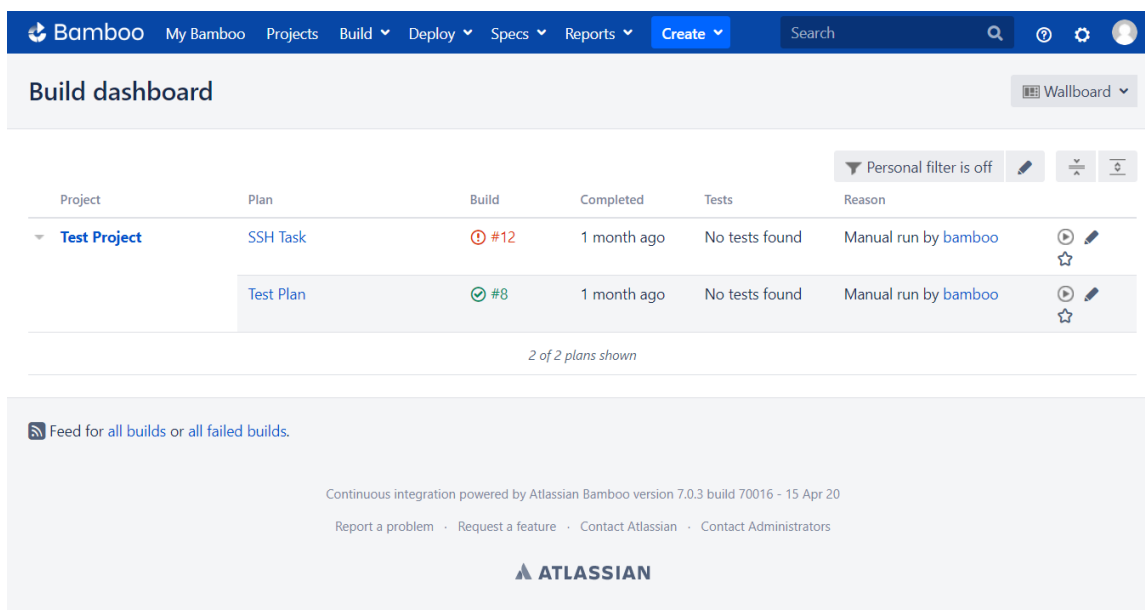 Bamboo My Bamboo Projects Build Deploy Specs Reports Create Search
Build dashboard
Wallboard
Personal filter is off
Project Plan Build Completed Tests Reason
Test Project SSH Task #12 1 month ago No tests found Manual run by bamboo
Test Plan #8 1 month ago No tests found Manual run by bamboo
2 of 2 plans shown
Feed for all builds or all failed builds.
Continuous integration powered by Atlassian Bamboo version 7.0.3 build 70016 - 15 Apr 20
Report a problem · Request a feature · Contact Atlassian · Contact Administrators
ATLASSIAN